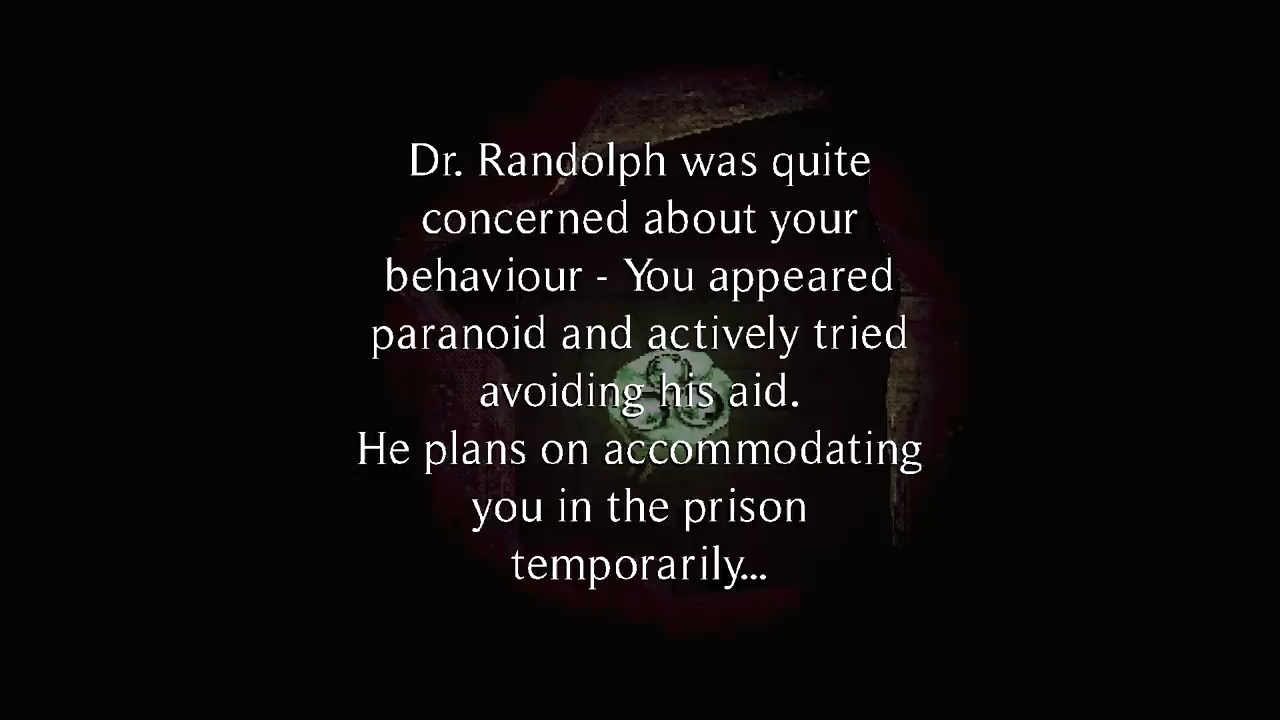 Dr. Randolph was quite
concerned about your
behaviour - You appeared
paranoid and actively tried
avoiding his aid.
He plans on accommodating
you in the prison
temporarily...